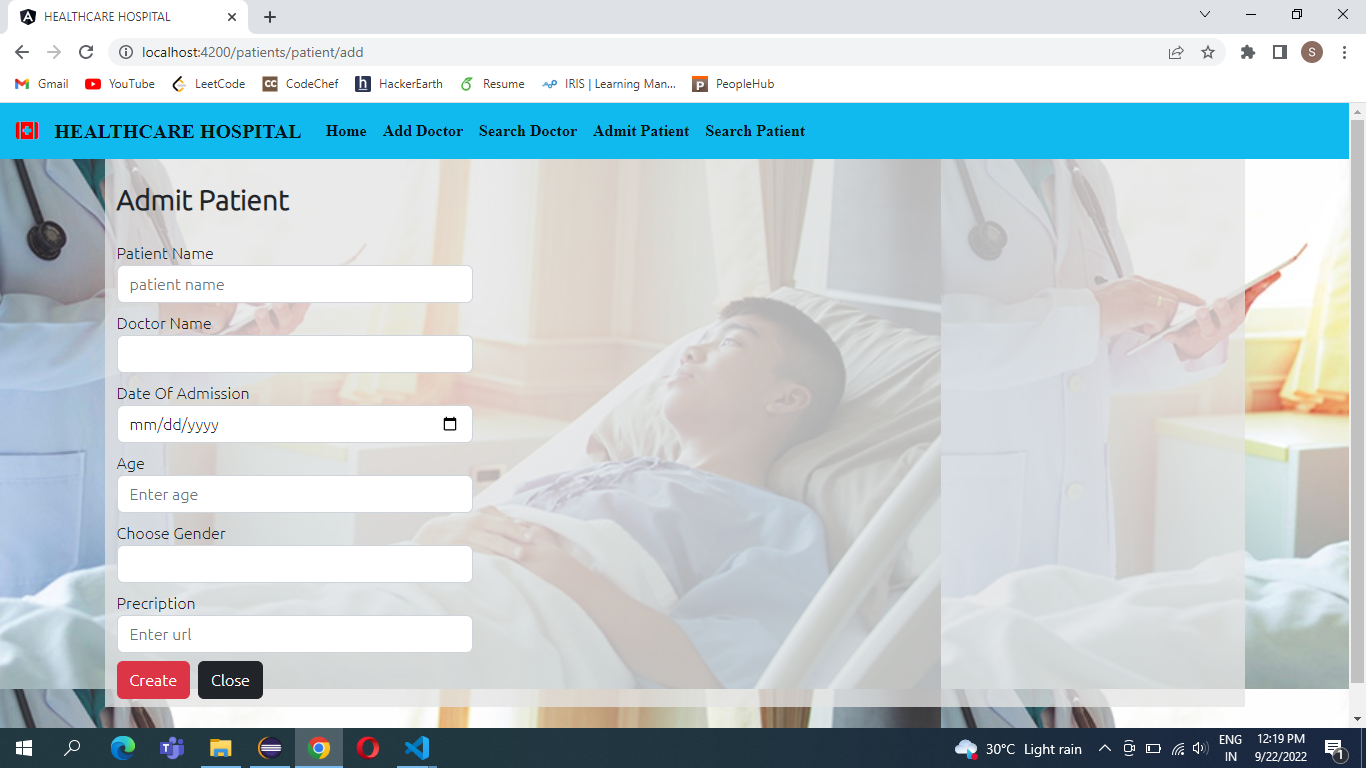 HEALTHCARE HOSPITAL
localhost:4200/patients/patient/add
S
Gmail YouTube LeetCode CC CodeChef h HackerEarth Resume IRIS | Learning Man... P PeopleHub
HEALTHCARE HOSPITAL Home Add Doctor Search Doctor Admit Patient Search Patient
Admit Patient
Patient Name
patient name
Doctor Name
Date Of Admission
mm/dd/yyyy
Age
Enter age
Choose Gender
Precription
Enter url
Create Close
30°C Light rain
ENG
IN
12:19 PM
9/22/2022
1